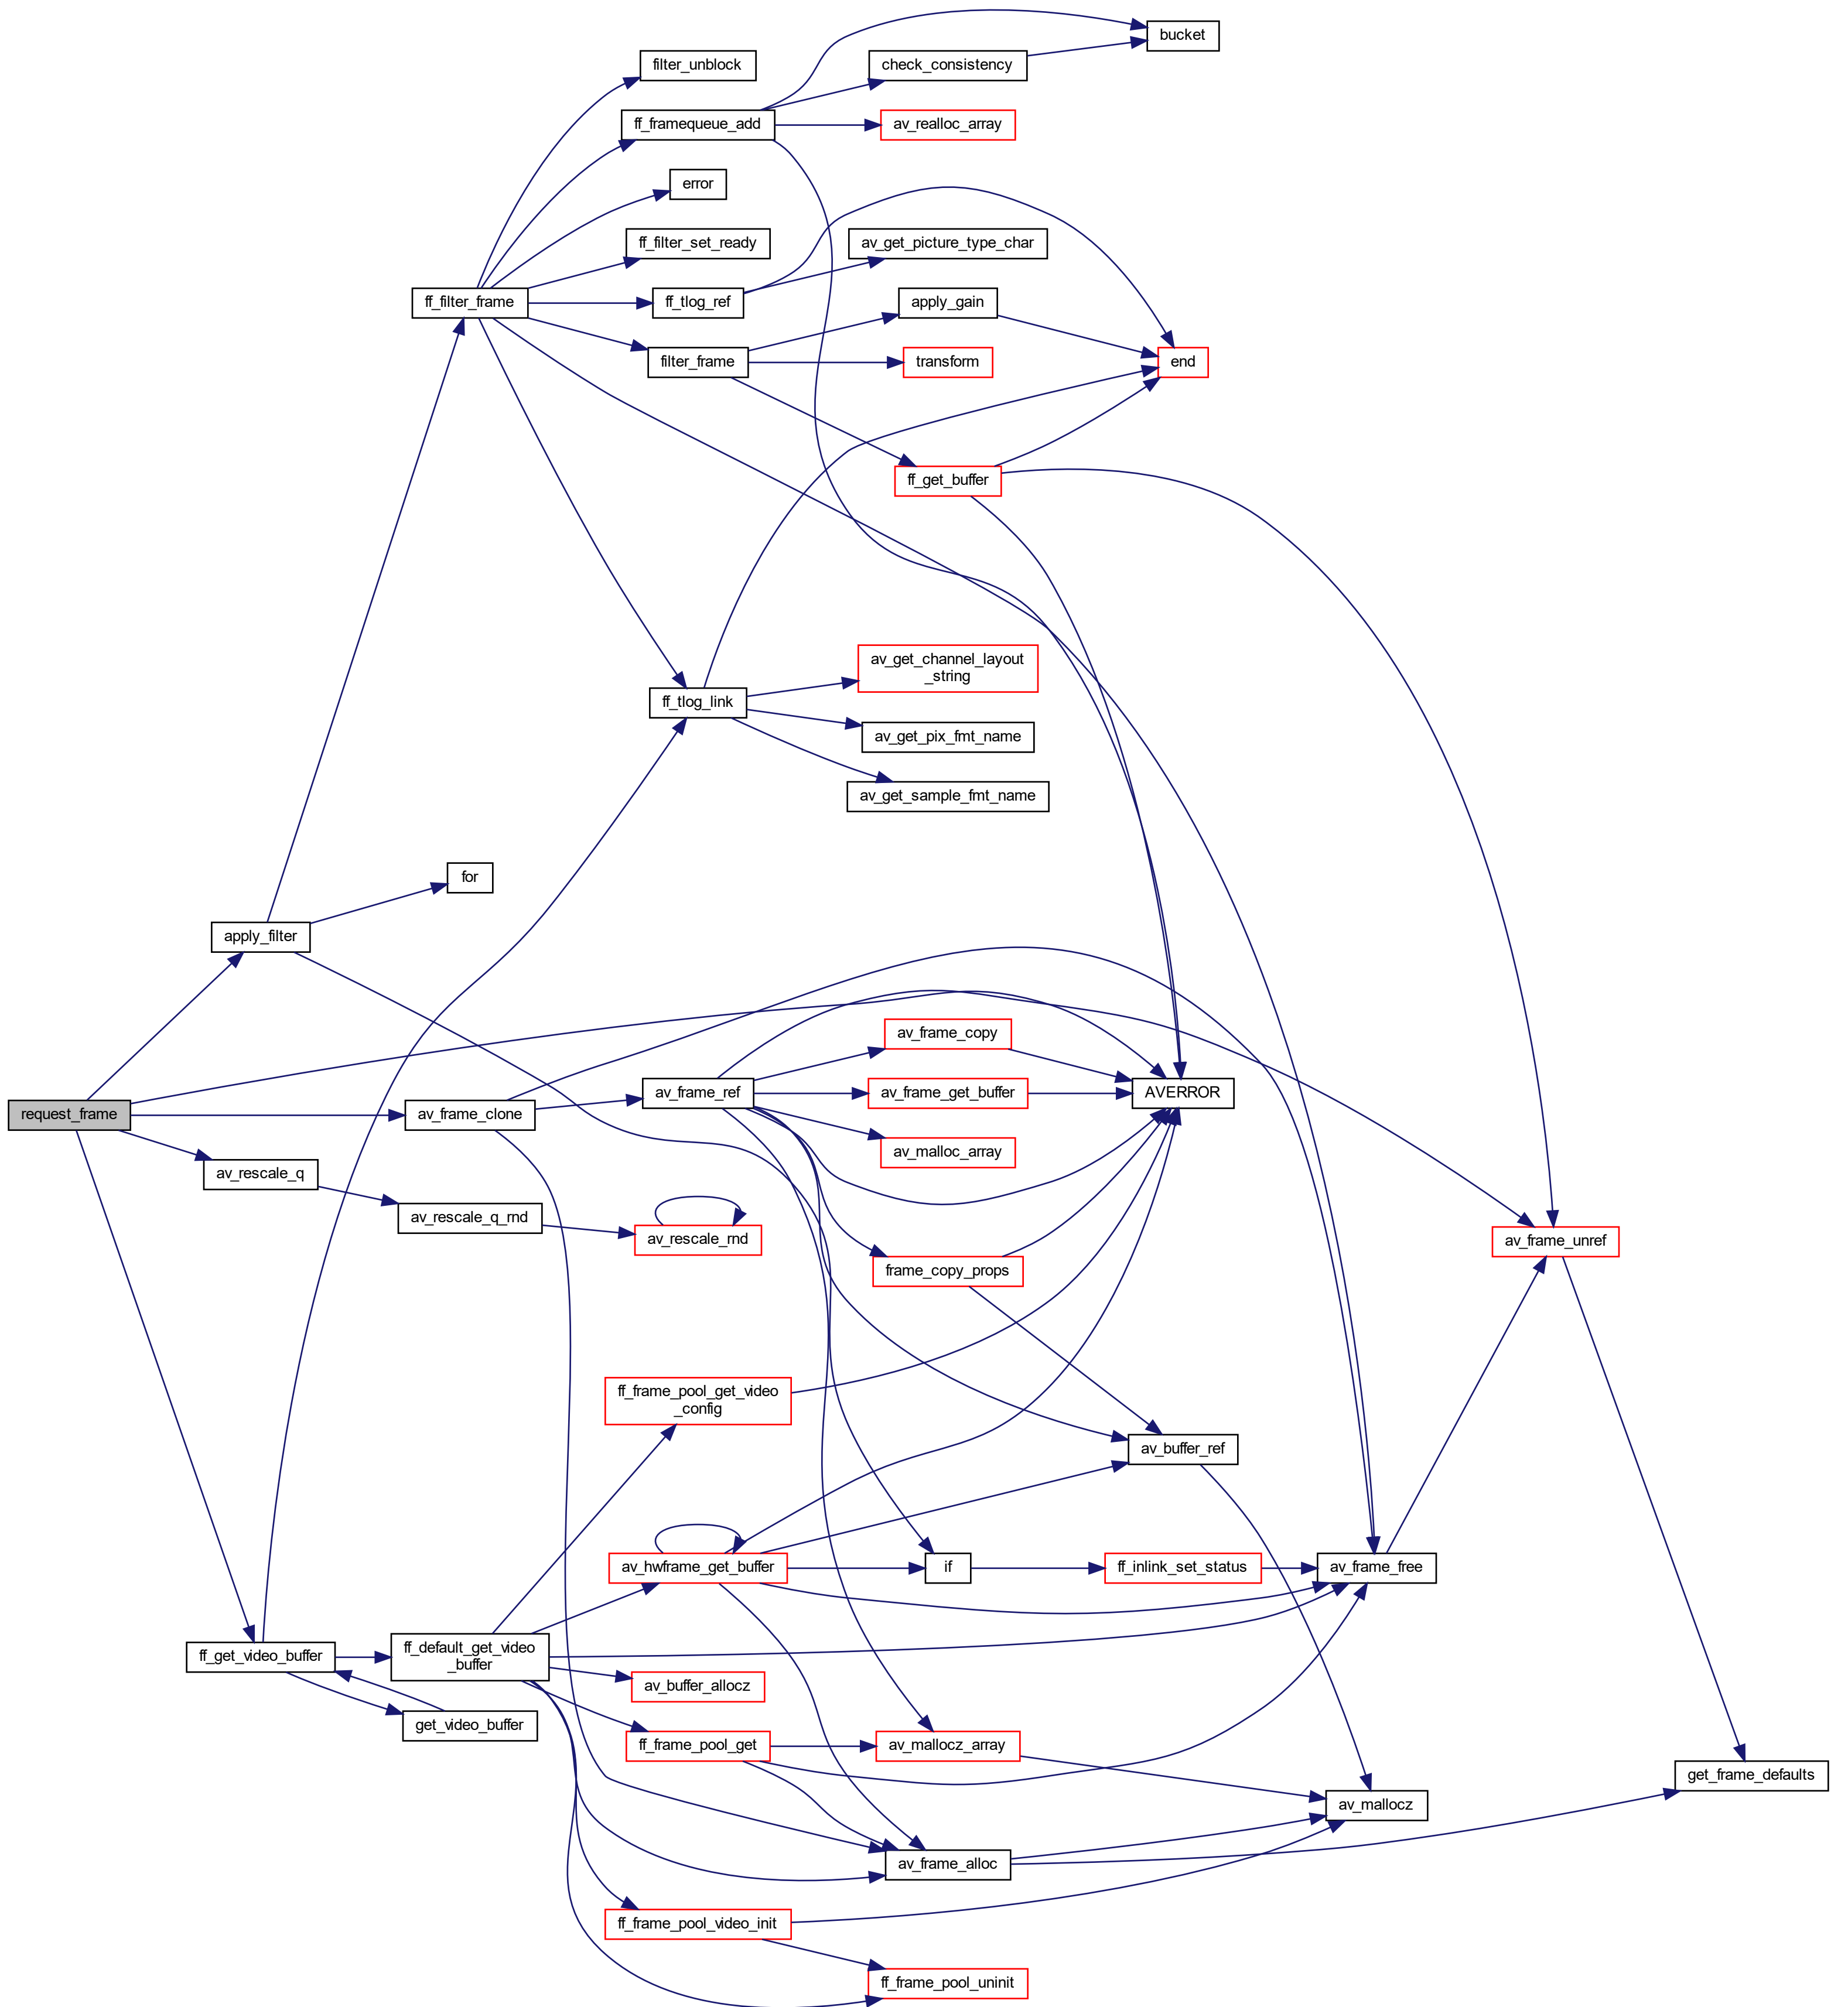 bucket
filter_unblock
check_consistency
ff_framequeue_add
av_realloc_array
error
ff_filter_set_ready
av_get_picture_type_char
ff_filter_frame
ff_tlog_ref
apply_gain
filter_frame
transform
end
ff_get_buffer
av_get_channel_layout
_string
ff_tlog_link
av_get_pix_fmt_name
av_get_sample_fmt_name
for
apply_filter
av_frame_copy
av_frame_ref
av_frame_get_buffer
AVERROR
request_frame
av_frame_clone
av_malloc_array
av_rescale_q
av_rescale_q_rnd
av_rescale_rnd
av_frame_unref
frame_copy_props
ff_frame_pool_get_video
_config
av_buffer_ref
av_hwframe_get_buffer
if
ff_inlink_set_status
av_frame_free
ff_get_video_buffer
ff_default_get_video
_buffer
av_buffer_allocz
get_video_buffer
ff_frame_pool_get
av_mallocz_array
get_frame_defaults
av_mallocz
av_frame_alloc
ff_frame_pool_video_init
ff_frame_pool_uninit